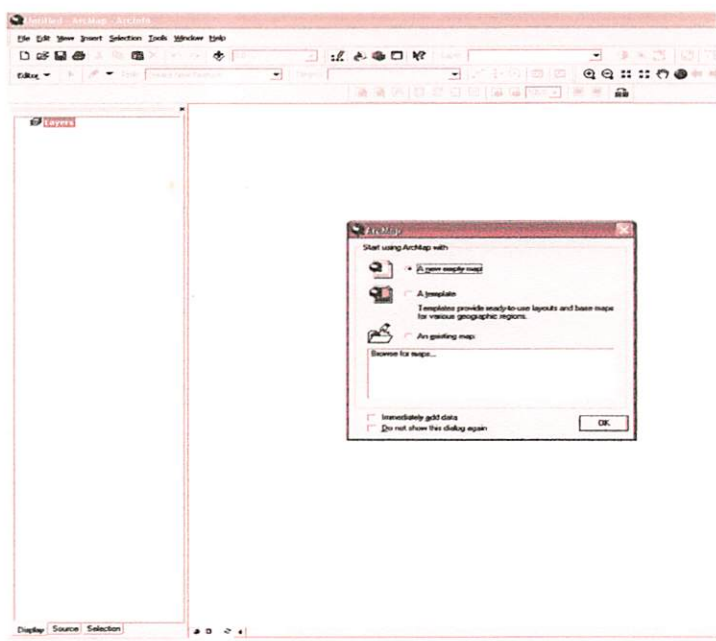 Untitled - ArcMap - ArcInfo
File Edit View Insert Selection Tools Window Help
Editor
Layers
ArcMap
Start using ArcMap with
A new empty map
A template
Templates provide ready-to-use layouts and base maps
for various geographic regions.
An existing map:
Browse for maps...
Immediately add data
Do not show this dialog again
OK
Display Source Selection